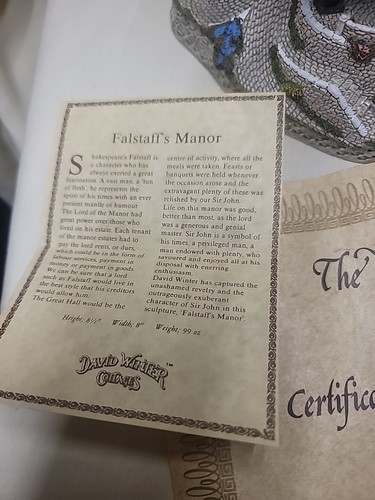 Falstaff's Manor
Shakespeare's Falstaff is
a character who has
always exerted a great
fascination. A vast man, a 'tun
of flesh', he represents the
spirit of his times with an ever
present mantle of humour.
The Lord of the Manor had
great power over those who
lived on his estate. Each tenant
of the manor estates had to
pay the lord rents, or dues,
which could be in the form of
labour services, payment in
money or payment in goods.
We can be sure that a lord
such as Falstaff would live in
the best style that his creditors
would allow him.
The Great Hall would be the
centre of activity, where all the
meals were taken. Feasts or
banquets were held whenever
the occasion arose and the
extravagant plenty of these was
relished by our Sir John.
Life on this manor was good,
better than most, as the lord
was a generous and genial
master. Sir John is a symbol of
his times, a privileged man, a
man endowed with plenty, who
savoured and enjoyed all at his
disposal with enerring
enthusiasm.
David Winter has captured the
unashamed revelry and the
outrageously exuberant
character of Sir John in this
sculpture, 'Falstaff's Manor'.
Height: 6½" Width: 8" Weight: 99 oz
DAVID WINTER
COTTAGES ™
The
Certifica